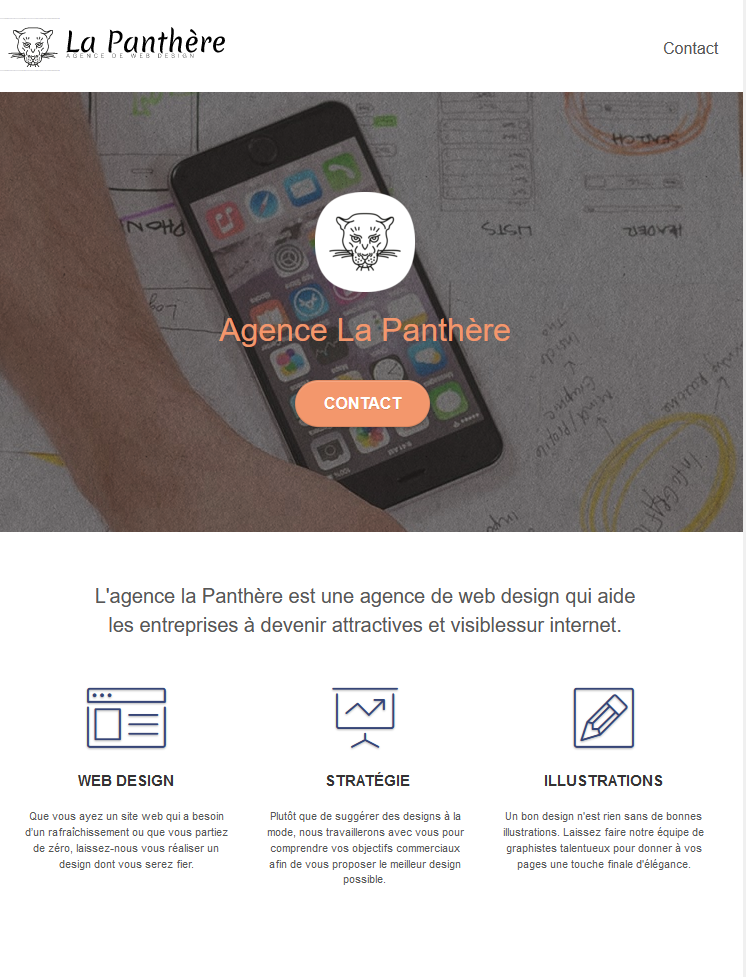 La Panthère
AGENCE DE WEB DESIGN
Contact
SEARCH
PHON
LISTS
HEADER
Agence La Panthère
CONTACT
L'agence la Panthère est une agence de web design qui aide
les entreprises à devenir attractives et visiblessur internet.
WEB DESIGN
Que vous ayez un site web qui a besoin
d'un rafraîchissement ou que vous partiez
de zéro, laissez-nous vous réaliser un
design dont vous serez fier.
STRATÉGIE
Plutôt que de suggérer des designs à la
mode, nous travaillerons avec vous pour
comprendre vos objectifs commerciaux
afin de vous proposer le meilleur design
possible.
ILLUSTRATIONS
Un bon design n'est rien sans de bonnes
illustrations. Laissez faire notre équipe de
graphistes talentueux pour donner à vos
pages une touche finale d'élégance.